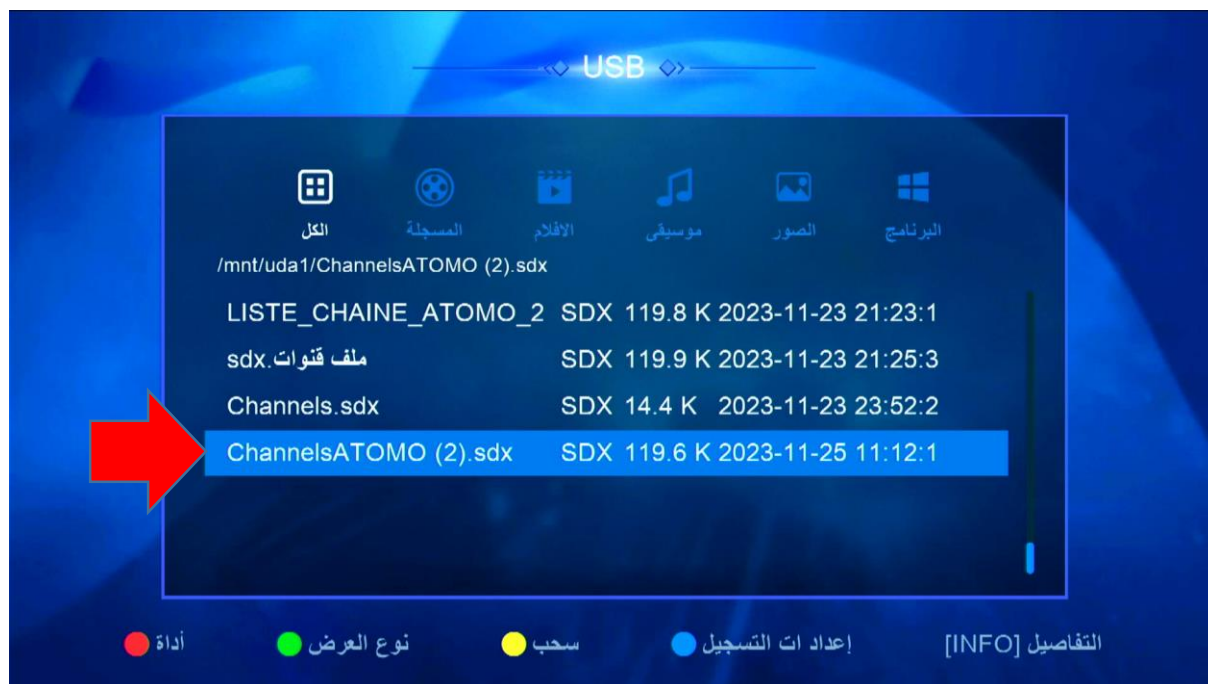 USB
الكل المسجلة الافلام موسيقى الصور البرنامج
/mnt/uda1/ChannelsATOMO (2).sdx
LISTE_CHAINE_ATOMO_2 SDX 119.8 K 2023-11-23 21:23:1
ملف قنوات.sdx SDX 119.9 K 2023-11-23 21:25:3
Channels.sdx SDX 14.4 K 2023-11-23 23:52:2
ChannelsATOMO (2).sdx SDX 119.6 K 2023-11-25 11:12:1
أداة نوع العرض سحب إعداد ات التسجيل التفاصيل [INFO]